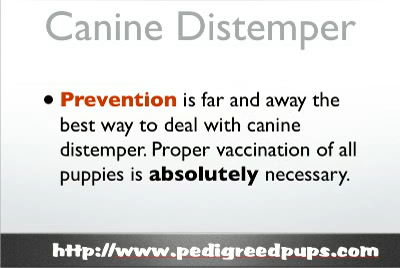 Canine Distemper
• Prevention is far and away the
best way to deal with canine
distemper. Proper vaccination of all
puppies is absolutely necessary.
http://www.pedigreedpups.com